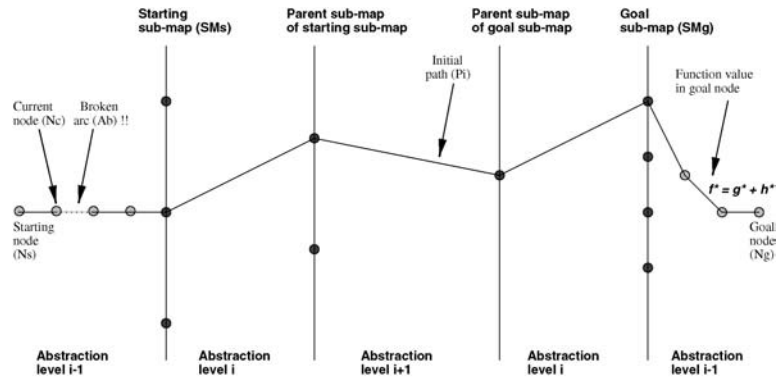 Starting
sub-map (SMs)
Parent sub-map
of starting sub-map
Parent sub-map
of goal sub-map
Goal
sub-map (SMg)
Initial
path (Pi)
Function value
in goal node
Current
node (Nc)
Broken
arc (Ab) !!
f* = g* + h*
Starting
node
(Ns)
Goal
node
(Ng)
Abstraction
level i-1
Abstraction
level i
Abstraction
level i+1
Abstraction
level i
Abstraction
level i-1